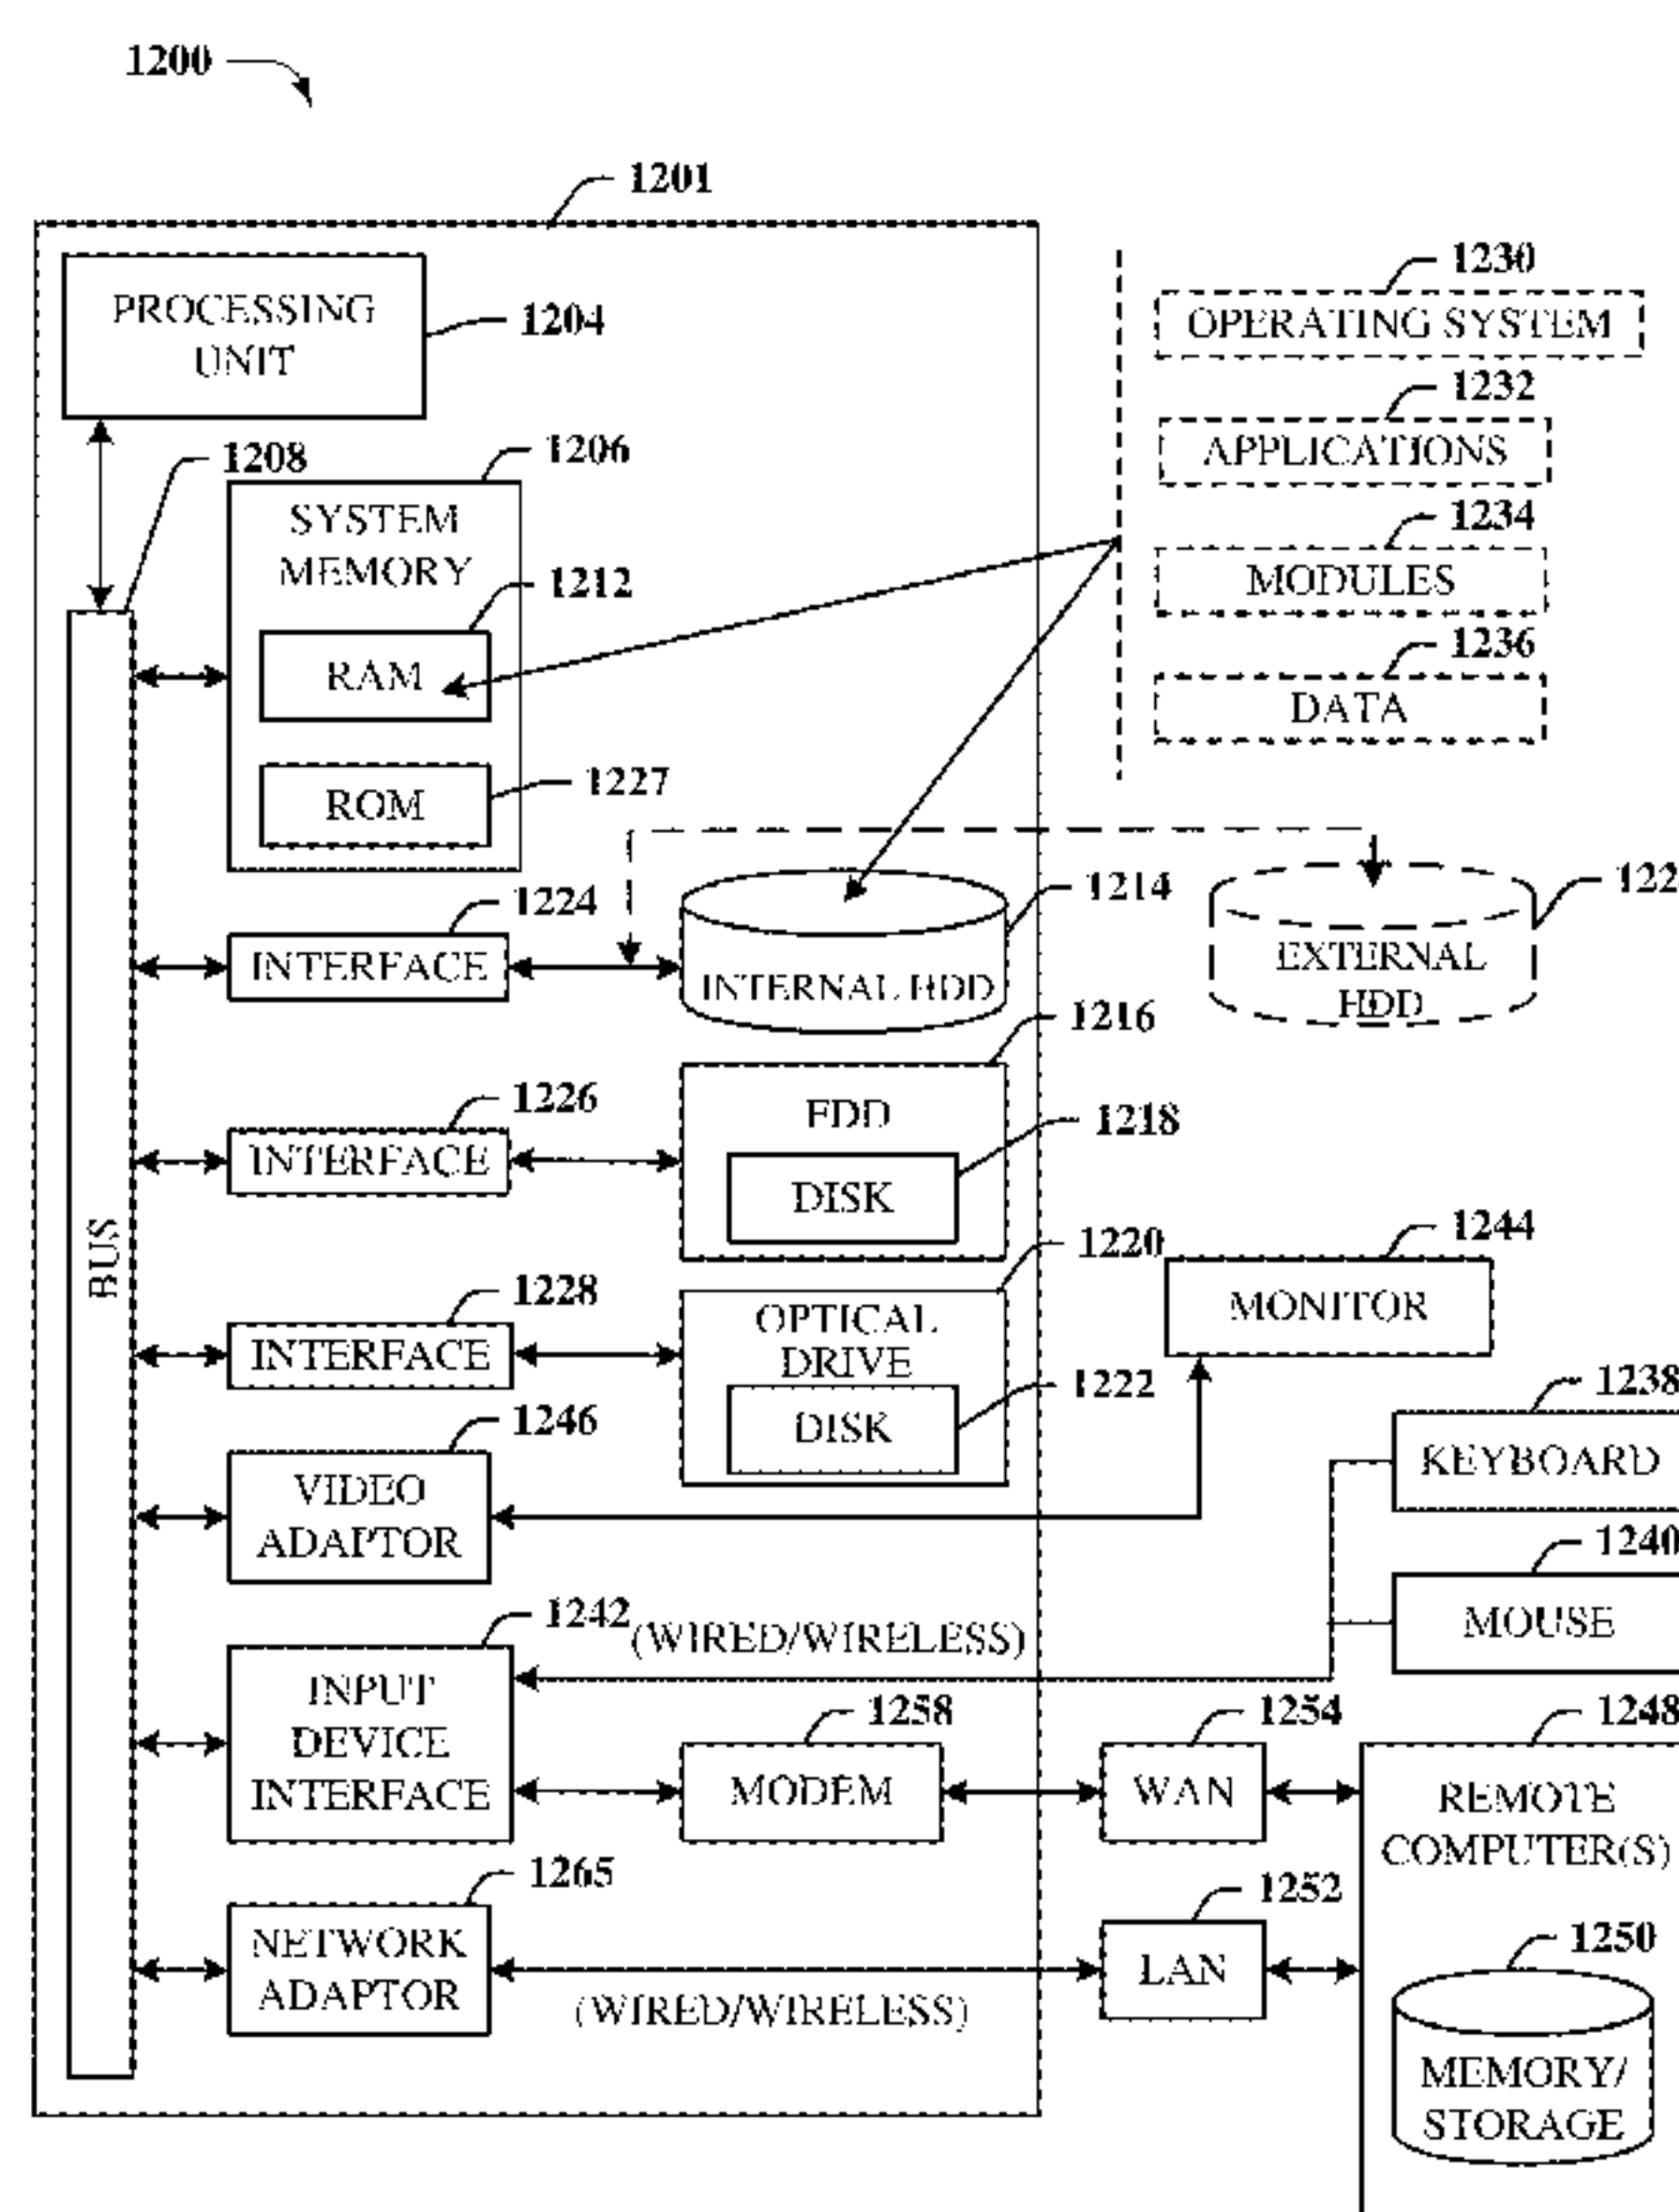 1200
1201
PROCESSING
UNIT
1204
1208
1206
SYSTEM
MEMORY
1212
RAM
1227
ROM
1230
OPERATING SYSTEM
1232
APPLICATIONS
1234
MODULES
1236
DATA
1224
INTERFACE
1214
INTERNAL HDD
122
EXTERNAL
HDD
1226
INTERFACE
1216
FDD
1218
DISK
BUS
1228
INTERFACE
1220
OPTICAL
DRIVE
1222
DISK
1244
MONITOR
1246
VIDEO
ADAPTOR
1238
KEYBOARD
1240
MOUSE
1242
(WIRED/WIRELESS)
INPUT
DEVICE
INTERFACE
1258
MODEM
1254
WAN
1248
REMOTE
COMPUTER(S)
1265
NETWORK
ADAPTOR
(WIRED/WIRELESS)
1252
LAN
1250
MEMORY/
STORAGE